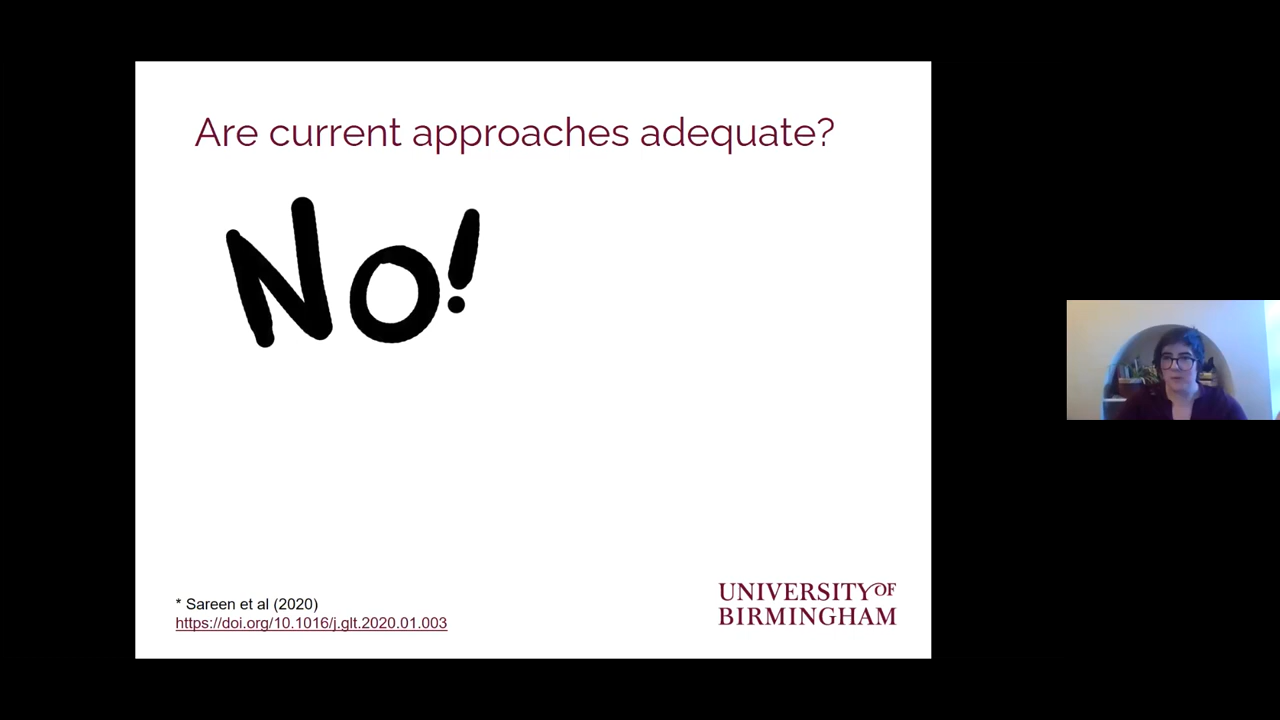 Are current approaches adequate?
No!
* Sareen et al (2020)
https://doi.org/10.1016/j.glt.2020.01.003
UNIVERSITY OF
BIRMINGHAM